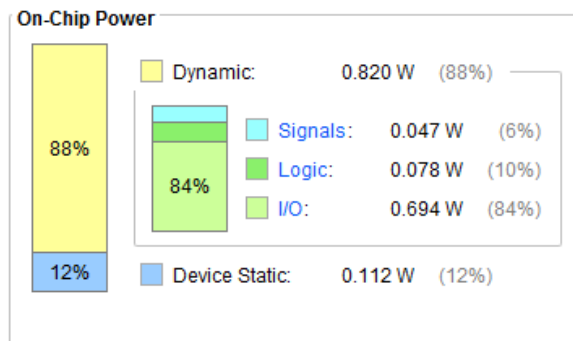 On-Chip Power
Dynamic: 0.820 W (88%)
88%
Signals: 0.047 W (6%)
Logic: 0.078 W (10%)
84%
I/O: 0.694 W (84%)
12%
Device Static: 0.112 W (12%)